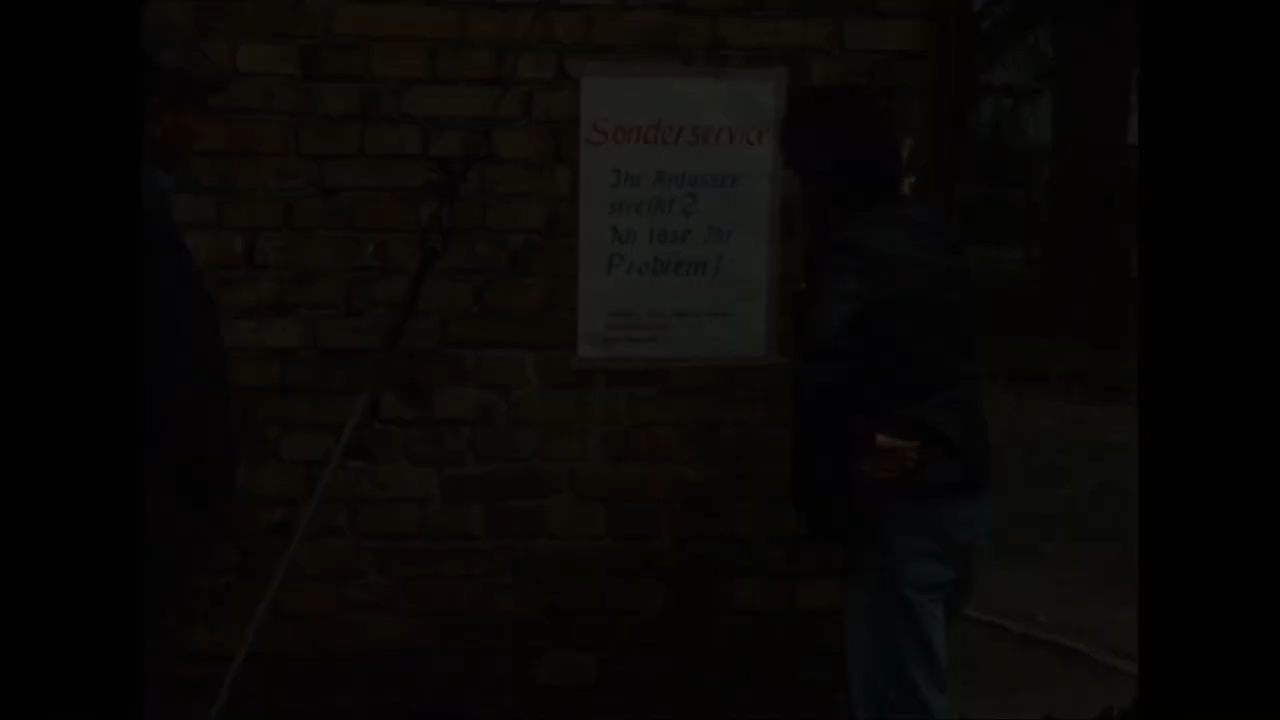 Sonderservice
Ihr Anlasser
streikt?
Ich löse Ihr
Problem!